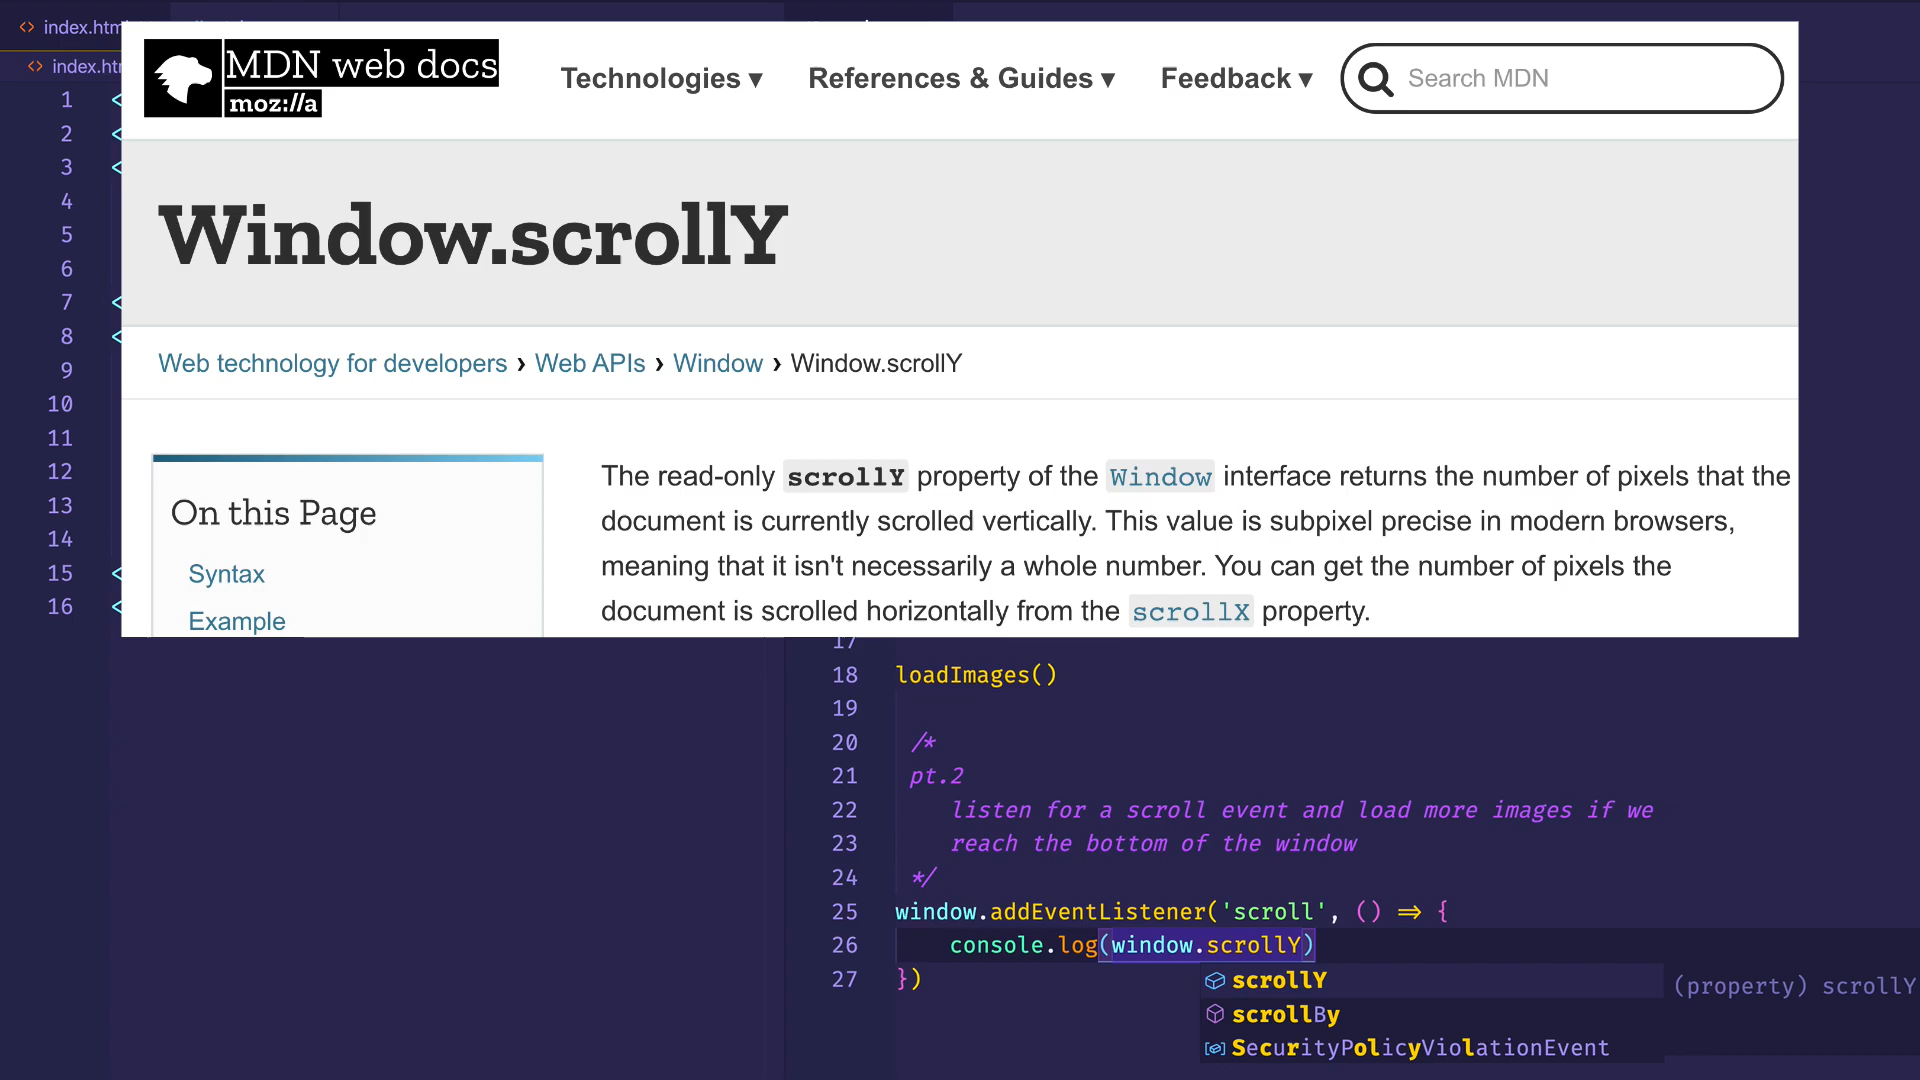 index.htm
MDN web docs
moz://a
Technologies ▾ References & Guides ▾ Feedback ▾ Search MDN
index.ht
Window.scrollY
Web technology for developers › Web APIs › Window › Window.scrollY
On this Page
Syntax
Example
The read-only scrollY property of the Window interface returns the number of pixels that the
document is currently scrolled vertically. This value is subpixel precise in modern browsers,
meaning that it isn't necessarily a whole number. You can get the number of pixels the
document is scrolled horizontally from the scrollX property.
1 <
2 <
3 <
4
5
6
7 <
8 <
9
10
11
12
13
14
15 <
16 <
17
18 loadImages()
19
20 /*
21 pt.2
22 listen for a scroll event and load more images if we
23 reach the bottom of the window
24 */
25 window.addEventListener('scroll', () => {
26 console.log(window.scrollY)
27 })
scrollY (property) scrollY
scrollBy
SecurityPolicyViolationEvent